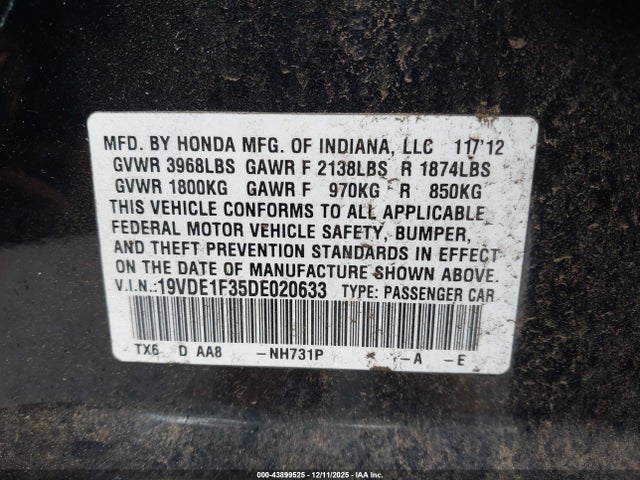 MFD. BY HONDA MFG. OF INDIANA, LLC 11/'12
GVWR 3968LBS GAWR F 2138LBS R 1874LBS
GVWR 1800KG GAWR F 970KG R 850KG
THIS VEHICLE CONFORMS TO ALL APPLICABLE
FEDERAL MOTOR VEHICLE SAFETY, BUMPER,
AND THEFT PREVENTION STANDARDS IN EFFECT
ON THE DATE OF MANUFACTURE SHOWN ABOVE.
V.I.N.:19VDE1F35DE020633 TYPE: PASSENGER CAR
TX6 D AA8 -NH731P * -A -E
000-43899525 - 12/11/2025 - IAA Inc.